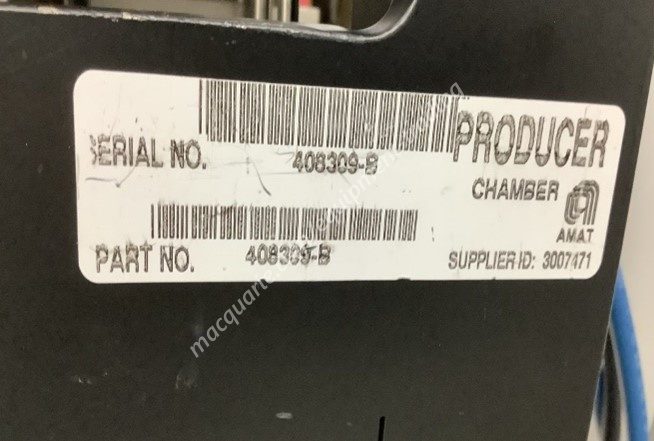 SERIAL NO. 408309-B
PRODUCER
CHAMBER
AMAT
PART NO. 408309-B
SUPPLIER ID: 3007471